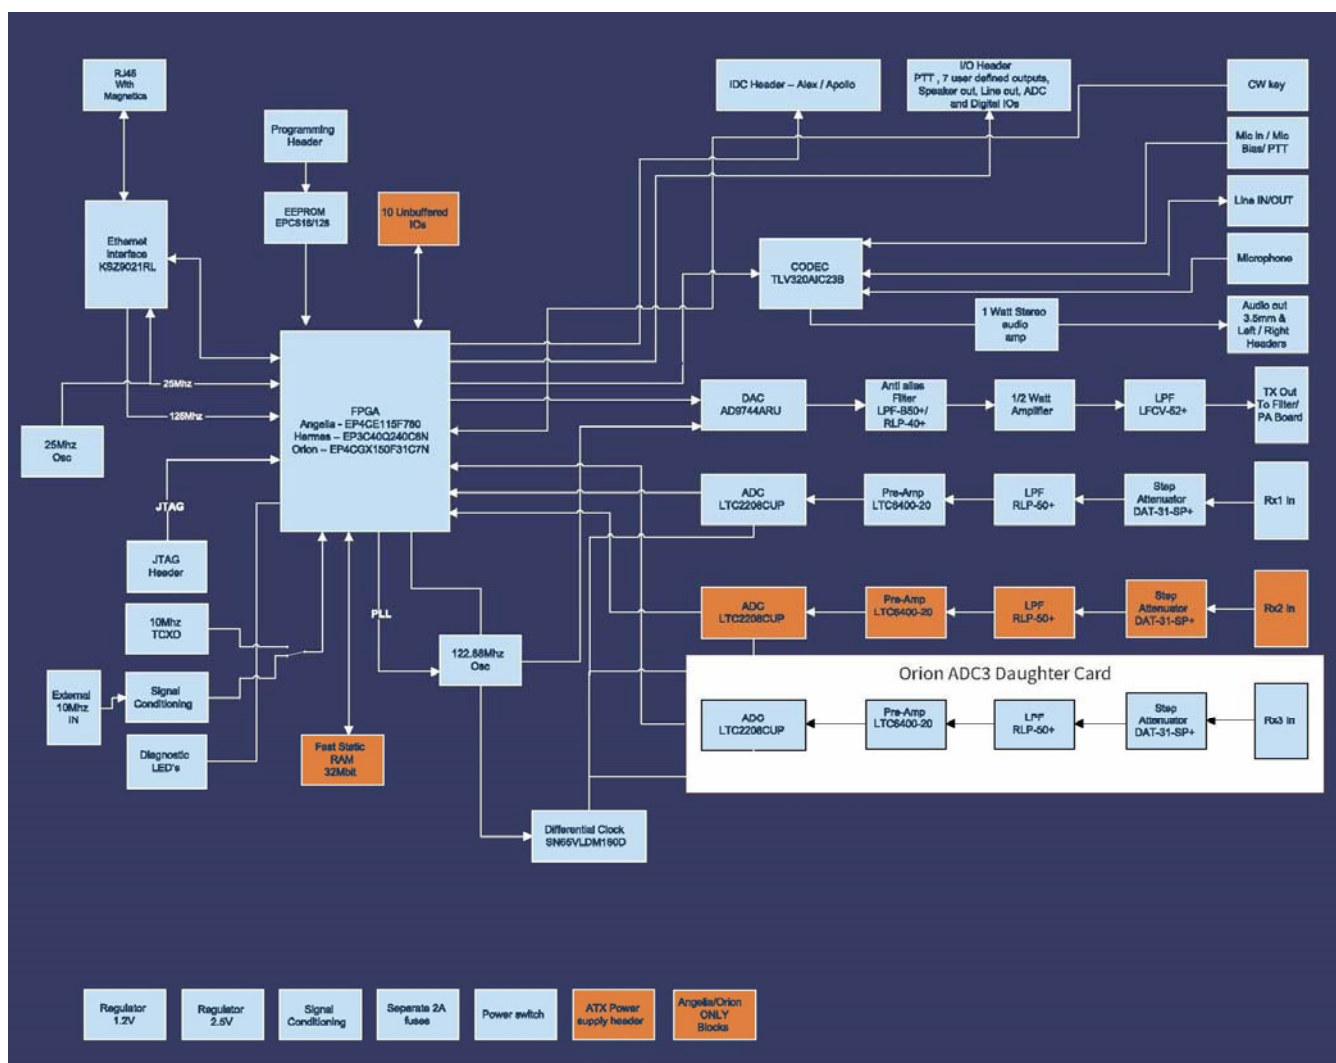 RJ45
With
Magnetics
IDC Header – Alex / Apollo
I/O Header
PTT , 7 user defined outputs,
Speaker out, Line out, ADC
and Digital IOs
CW key
Programming
Header
Mic in / Mic
Bias/ PTT
EEPROM
EPCS16/128
10 Unbuffered
IOs
Line IN/OUT
Ethernet
Interface
KSZ9021RL
CODEC
TLV320AIC23B
Microphone
1 Watt Stereo
audio
amp
Audio out
3.5mm &
Left / Right
Headers
25Mhz
125Mhz
FPGA
Angelia - EP4CE115F780
Hermes – EP3C40Q240C8N
Orion – EP4CGX150F31C7N
DAC
AD9744ARU
Anti alias
Filter
LPF-B50+/
RLP-40+
1/2 Watt
Amplifier
LPF
LFCV-52+
TX Out
To Filter/
PA Board
25Mhz
Osc
JTAG
ADC
LTC2208CUP
Pre-Amp
LTC6400-20
LPF
RLP-50+
Step
Attenuator
DAT-31-SP+
Rx1 In
JTAG
Header
PLL
ADC
LTC2208CUP
Pre-Amp
LTC6400-20
LPF
RLP-50+
Step
Attenuator
DAT-31-SP+
Rx2 In
10Mhz
TCXO
122.88Mhz
Osc
Orion ADC3 Daughter Card
External
10Mhz
IN
Signal
Conditioning
ADC
LTC2208CUP
Pre-Amp
LTC6400-20
LPF
RLP-50+
Step
Attenuator
DAT-31-SP+
Rx3 In
Diagnostic
LED's
Fast Static
RAM
32Mbit
Differential Clock
SN65VLDM160D
Regulator
1.2V
Regulator
2.5V
Signal
Conditioning
Separate 2A
fuses
Power switch
ATX Power
supply header
Angelia/Orion
ONLY
Blocks